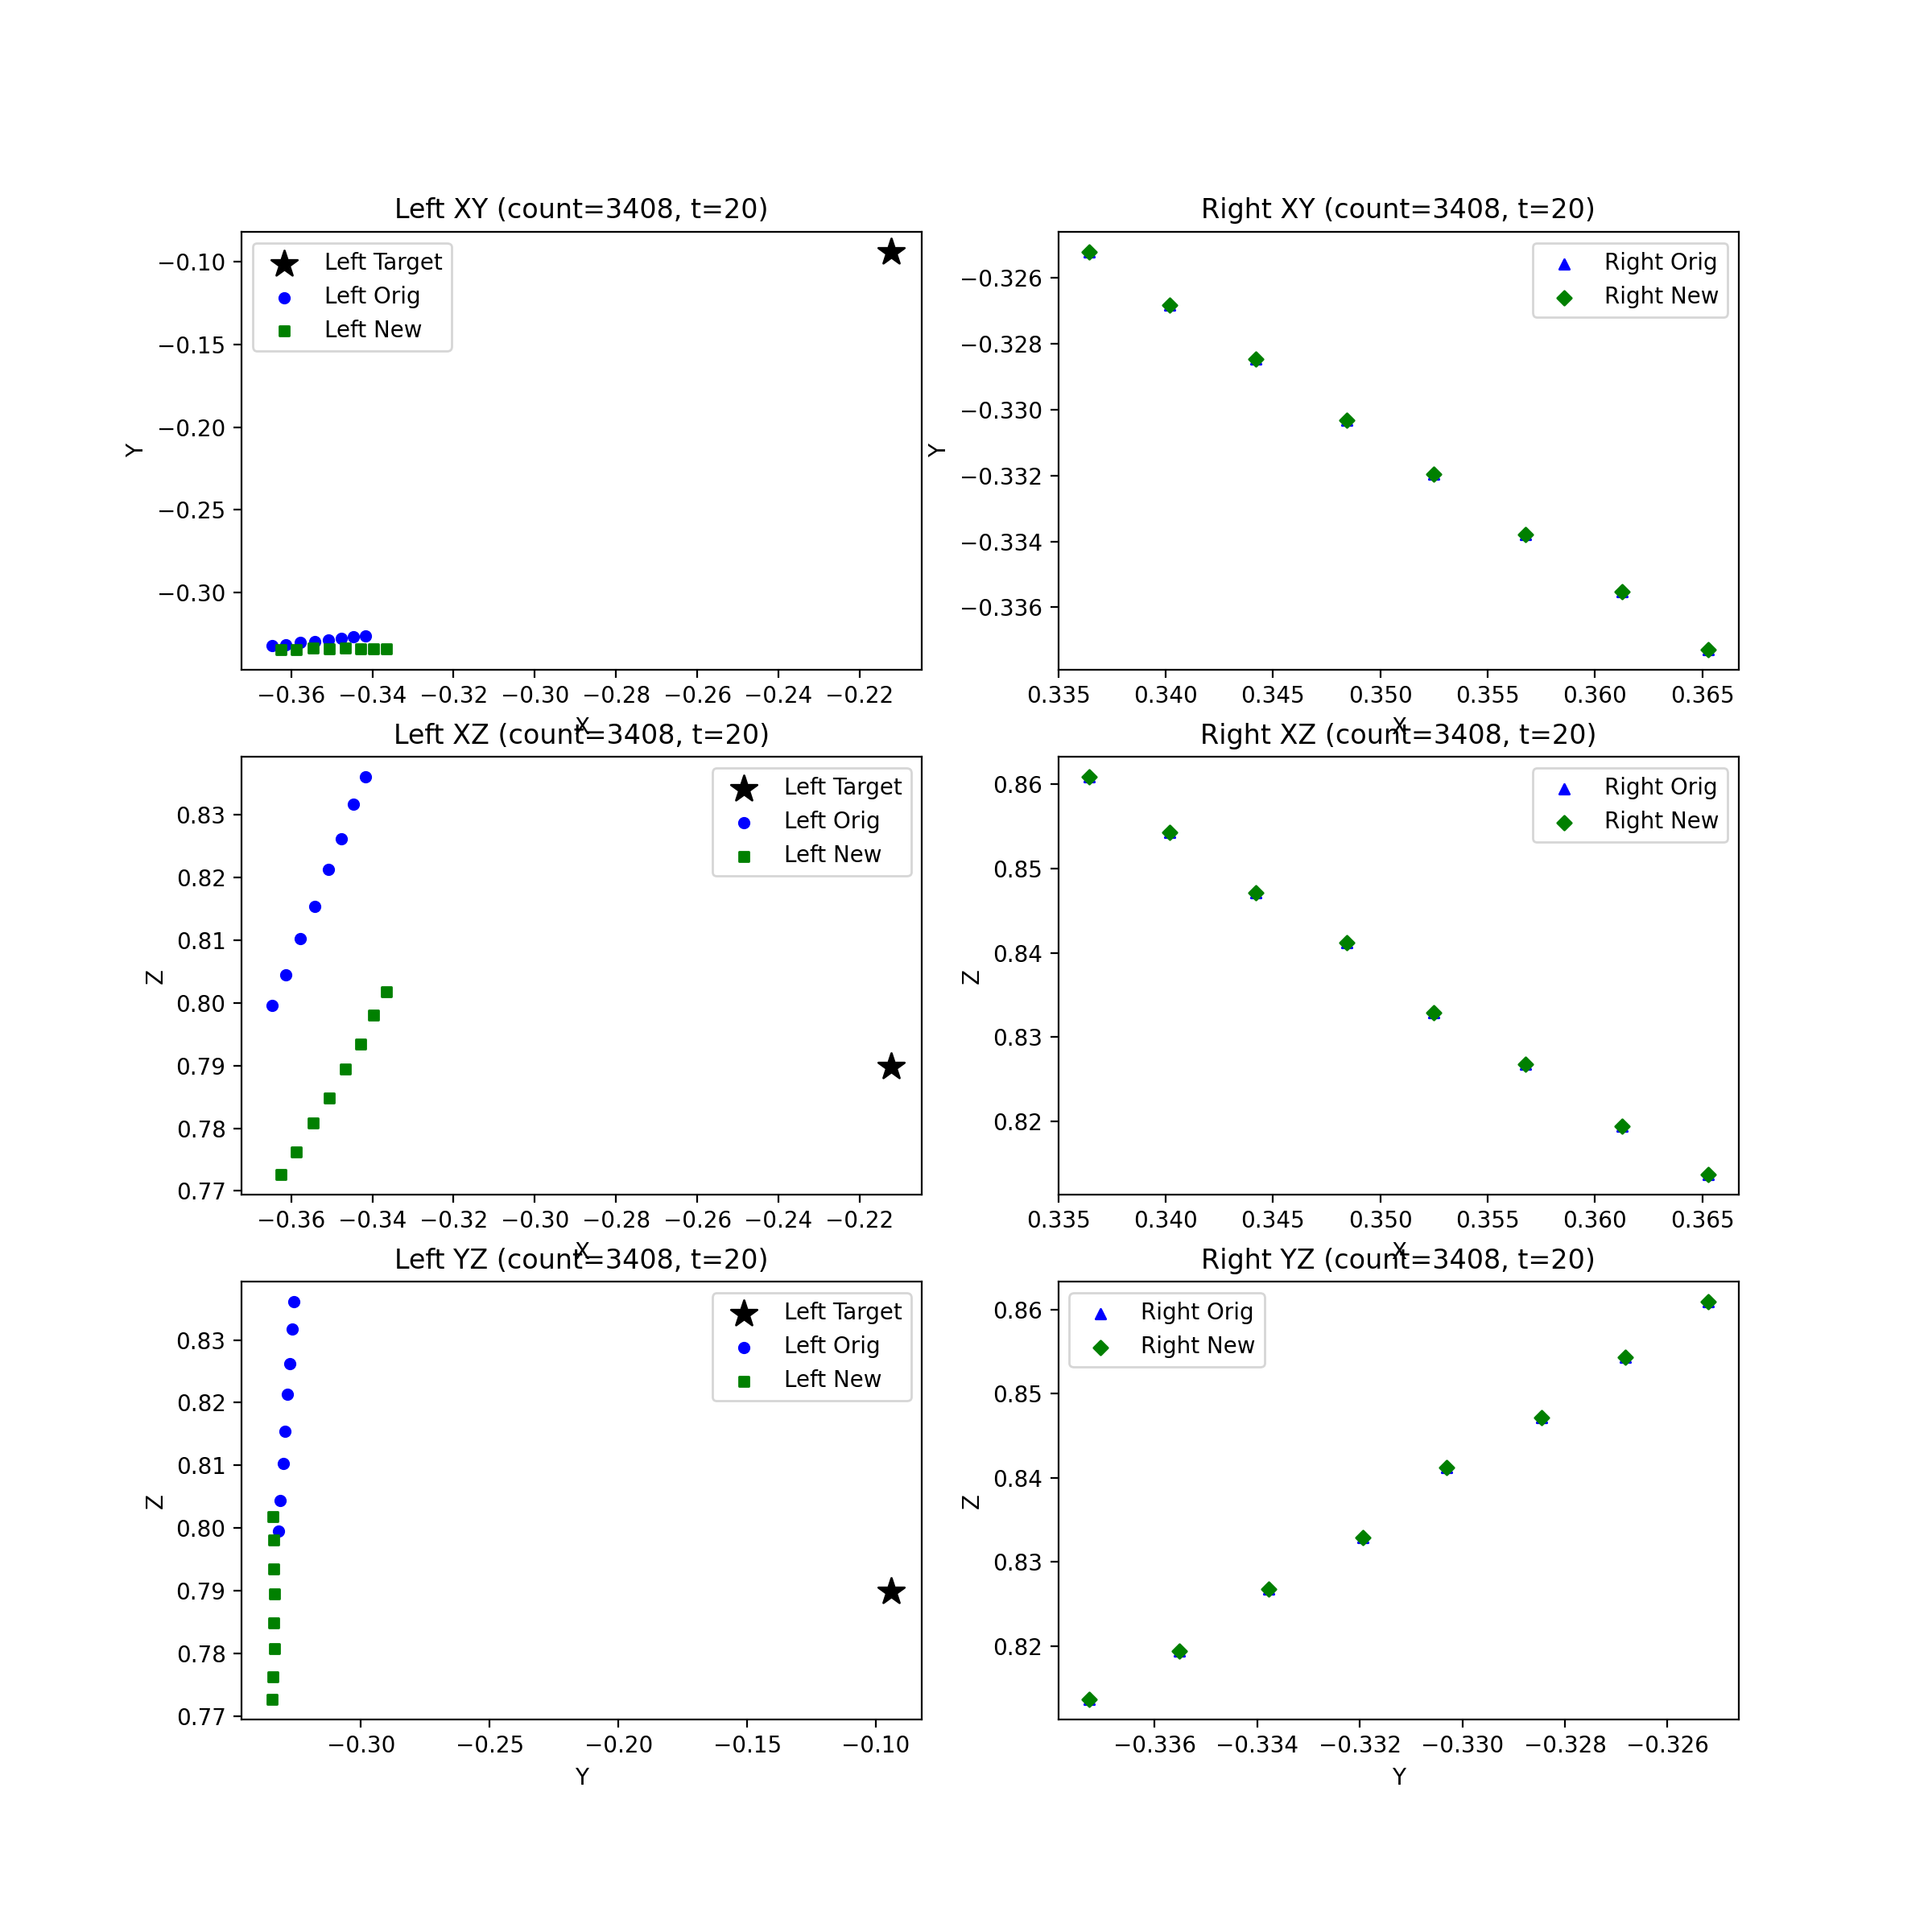 Left XY (count=3408, t=20)
Left Target
Left Orig
Left New
−0.10
−0.15
−0.20
−0.25
−0.30
Y
−0.36 −0.34 −0.32 −0.30 −0.28 −0.26 −0.24 −0.22
X
Right XY (count=3408, t=20)
Right Orig
Right New
−0.326
−0.328
−0.330
−0.332
−0.334
−0.336
Y
0.335 0.340 0.345 0.350 0.355 0.360 0.365
X
Left XZ (count=3408, t=20)
Left Target
Left Orig
Left New
0.83
0.82
0.81
0.80
0.79
0.78
0.77
Z
−0.36 −0.34 −0.32 −0.30 −0.28 −0.26 −0.24 −0.22
X
Right XZ (count=3408, t=20)
Right Orig
Right New
0.86
0.85
0.84
0.83
0.82
Z
0.335 0.340 0.345 0.350 0.355 0.360 0.365
X
Left YZ (count=3408, t=20)
Left Target
Left Orig
Left New
0.83
0.82
0.81
0.80
0.79
0.78
0.77
Z
−0.30 −0.25 −0.20 −0.15 −0.10
Y
Right YZ (count=3408, t=20)
Right Orig
Right New
0.86
0.85
0.84
0.83
0.82
Z
−0.336 −0.334 −0.332 −0.330 −0.328 −0.326
Y